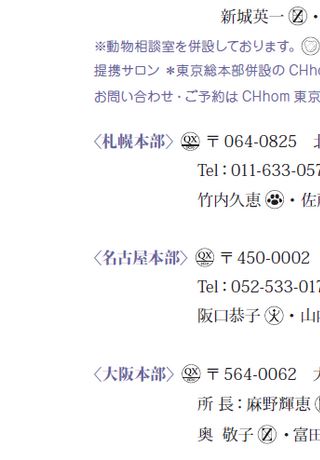 新城英一 Ⓩ・
※動物相談室を併設しております。
提携サロン ＊東京総本部併設の CHho
お問い合わせ・ご予約は CHhom 東京
〈札幌本部〉 QX 〒064-0825
Tel：011-633-057
竹内久恵 ・佐
〈名古屋本部〉 QX 〒450-0002
Tel：052-533-017
阪口恭子 ・山
〈大阪本部〉 QX 〒564-0062
所 長：麻野輝恵
奥 敬子 Ⓩ・富田